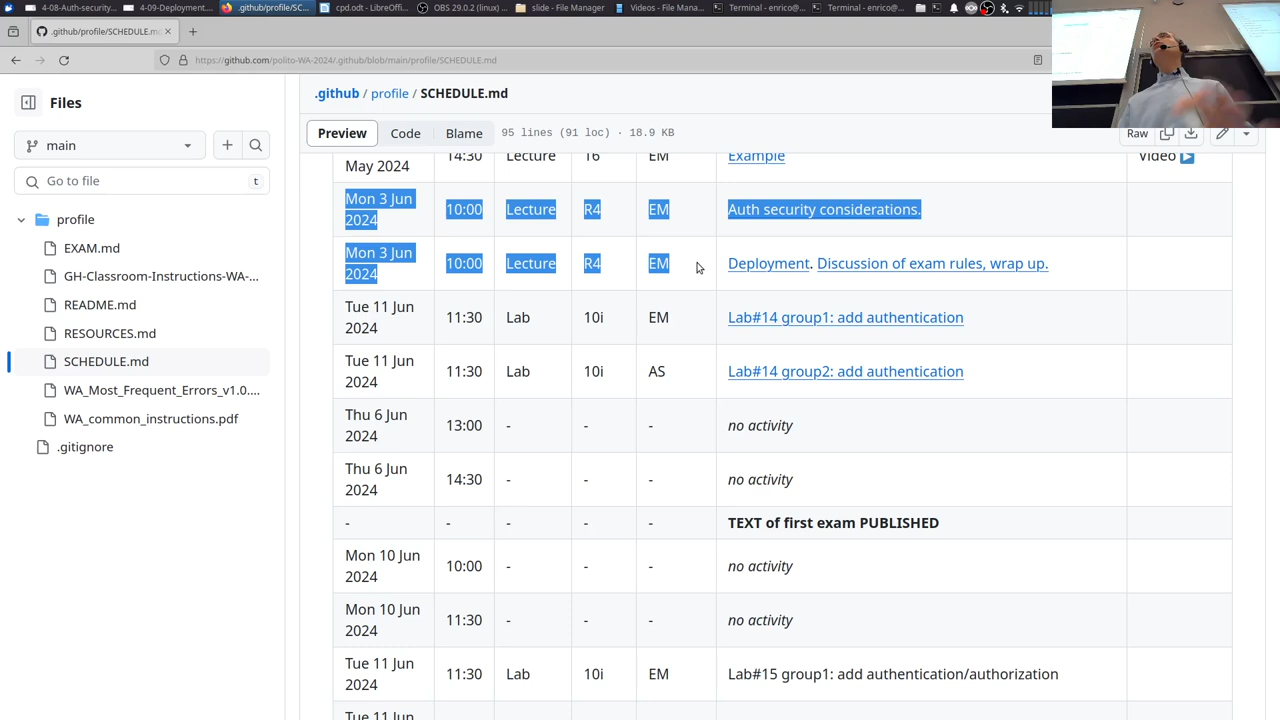 4-08-Auth-security...
4-09-Deployment....
.github/profile/SC...
cpd.odt - LibreOffi...
OBS 29.0.2 (linux) ...
slide - File Manager
Videos - File Mana...
Terminal - enrico@...
Terminal - enrico@...
.github/profile/SCHEDULE.m
https://github.com/polito-WA-2024/.github/blob/main/profile/SCHEDULE.md
Files
main
Go to file
t
profile
EXAM.md
GH-Classroom-Instructions-WA-...
README.md
RESOURCES.md
SCHEDULE.md
WA_Most_Frequent_Errors_v1.0....
WA_common_instructions.pdf
.gitignore
.github / profile / SCHEDULE.md
Preview Code Blame 95 lines (91 loc) · 18.9 KB Raw
May 2024 14:30 Lecture 16 EM Example Video
Mon 3 Jun
2024 10:00 Lecture R4 EM Auth security considerations.
Mon 3 Jun
2024 10:00 Lecture R4 EM Deployment. Discussion of exam rules, wrap up.
Tue 11 Jun
2024 11:30 Lab 10i EM Lab#14 group1: add authentication
Tue 11 Jun
2024 11:30 Lab 10i AS Lab#14 group2: add authentication
Thu 6 Jun
2024 13:00 - - - no activity
Thu 6 Jun
2024 14:30 - - - no activity
- - - - - TEXT of first exam PUBLISHED
Mon 10 Jun
2024 10:00 - - - no activity
Mon 10 Jun
2024 11:30 - - - no activity
Tue 11 Jun
2024 11:30 Lab 10i EM Lab#15 group1: add authentication/authorization
Tue 11 Jun